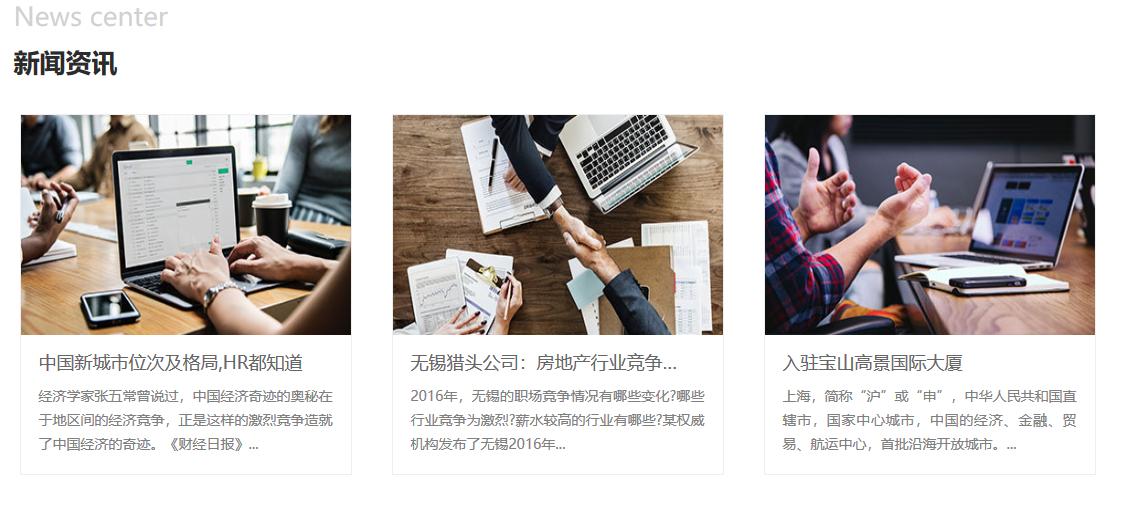 News center
新闻资讯
中国新城市位次及格局,HR都知道
经济学家张五常曾说过，中国经济奇迹的奥秘在
于地区间的经济竞争，正是这样的激烈竞争造就
了中国经济的奇迹。《财经日报》...
无锡猎头公司：房地产行业竞争...
2016年，无锡的职场竞争情况有哪些变化?哪些
行业竞争为激烈!?薪水较高的行业有哪些?某权威
机构发布了无锡2016年...
入驻宝山高景国际大厦
上海，简称“沪”或“申”，中华人民共和国直
辖市，国家中心城市，中国的经济、金融、贸
易、航运中心，首批沿海开放城市。...